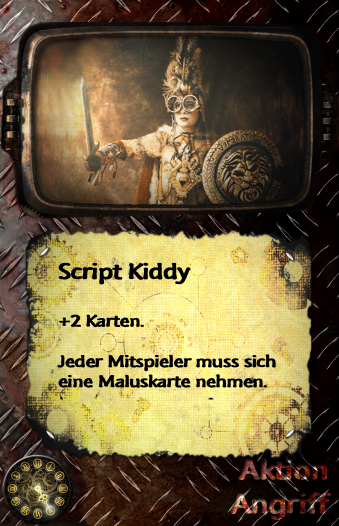 Script Kiddy
+2 Karten.
Jeder Mitspieler muss sich
eine Maluskarte nehmen.
Aktion
Angriff